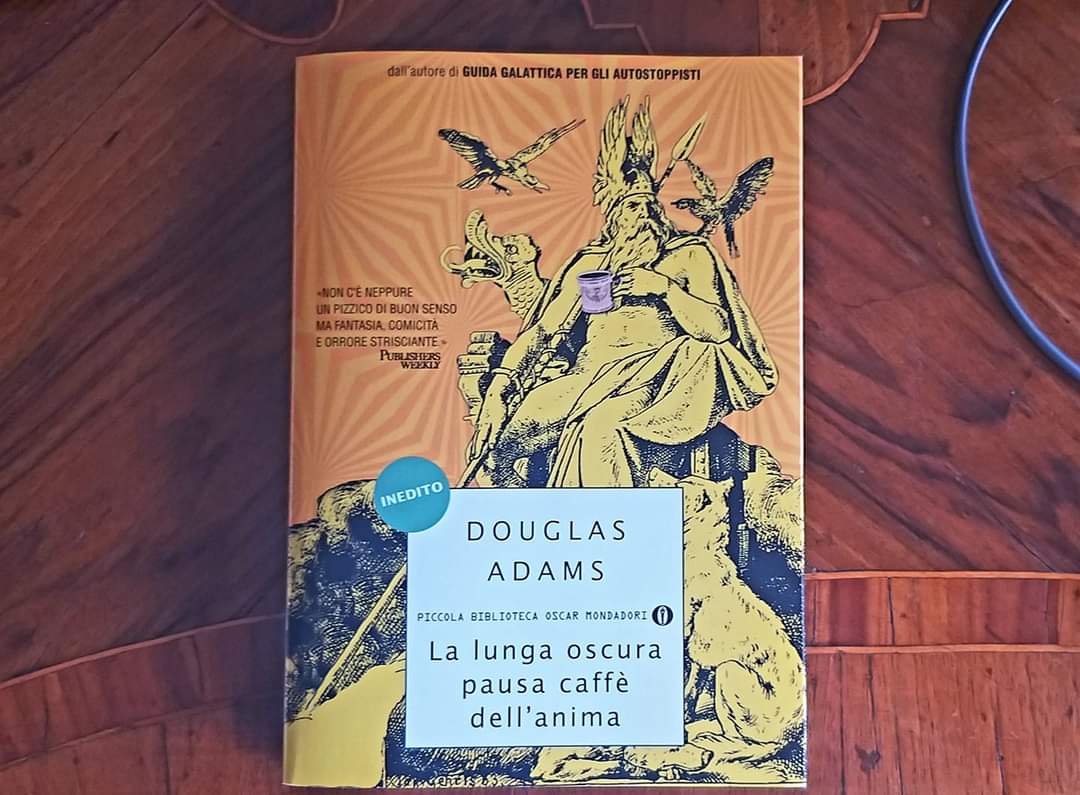 dall'autore di GUIDA GALATTICA PER GLI AUTOSTOPPISTI
«NON C'È NEPPURE
UN PIZZICO DI BUON SENSO
MA FANTASIA, COMICITÀ
E ORRORE STRISCIANTE.»
PUBLISHERS
WEEKLY
INEDITO
DOUGLAS
ADAMS
PICCOLA BIBLIOTECA OSCAR MONDADORI
La lunga oscura
pausa caffè
dell'anima